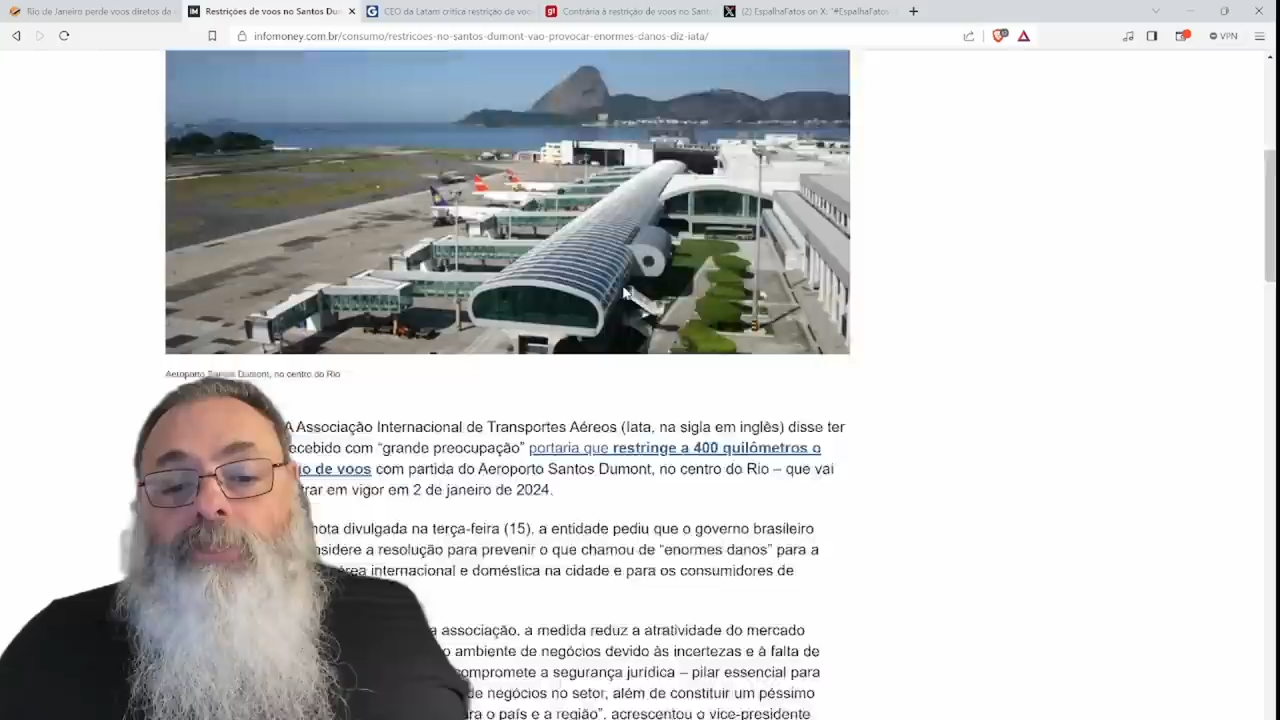 Rio de Janeiro perde voos diretos da
Restrições de voos no Santos Du
CEO da Latam critica restrição de voo
Contrária à restrição de voos no Sant
(2) EspalhaFatos on X: "#EspalhaFatos
infomoney.com.br/consumo/restricoes-no-santos-dumont-vao-provocar-enormes-danos-diz-iata/
VPN
Aeroporto Santos Dumont, no centro do Rio
A Associação Internacional de Transportes Aéreos (Iata, na sigla em inglês) disse ter
ecebido com “grande preocupação” portaria que restringe a 400 quilômetros o
io de voos com partida do Aeroporto Santos Dumont, no centro do Rio – que vai
trar em vigor em 2 de janeiro de 2024.
nota divulgada na terça-feira (15), a entidade pediu que o governo brasileiro
nsidere a resolução para prevenir o que chamou de “enormes danos” para a
érea internacional e doméstica na cidade e para os consumidores de
a associação, a medida reduz a atratividade do mercado
o ambiente de negócios devido às incertezas e à falta de
compromete a segurança jurídica – pilar essencial para
de negócios no setor, além de constituir um péssimo
ra o país e a região”, acrescentou o vice-presidente